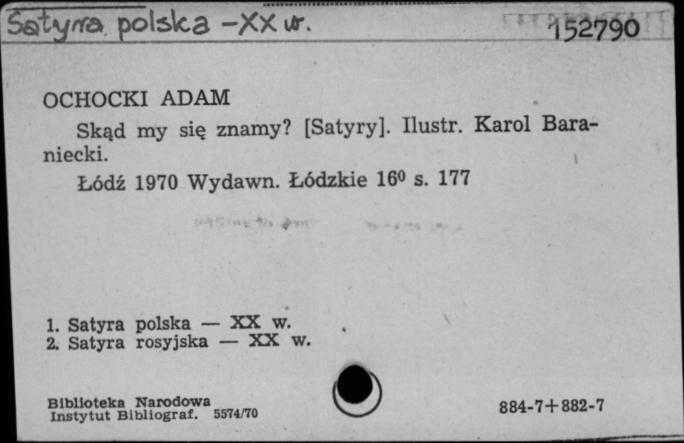 Satyra polska - XX w.
152790
OCHOCKI ADAM
Skąd my się znamy? [Satyry]. Ilustr. Karol Bara-
niecki.
Łódź 1970 Wydawn. Łódzkie 16⁰ s. 177
1. Satyra polska — XX w.
2. Satyra rosyjska — XX w.
Biblioteka Narodowa
Instytut Bibliograf. 5574/70
884-7+882-7